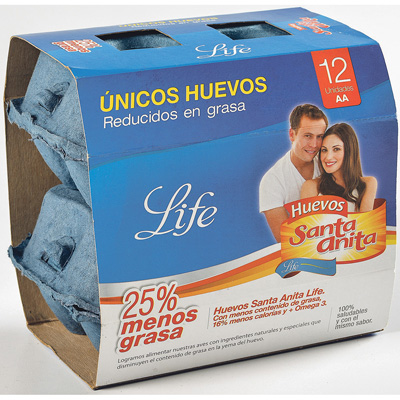 Life
ÚNICOS HUEVOS
Reducidos en grasa
12
Unidades
AA
Life
HUEVOS
Santa
anita
Life
25%
menos
grasa
Huevos Santa Anita Life.
Con menos contenido de grasa,
16% menos calorías y + Omega 3.
100%
saludables
y con el
mismo sabor.
Logramos alimentar nuestras aves con ingredientes naturales y especiales que
disminuyen el contenido de grasa en la yema del huevo.